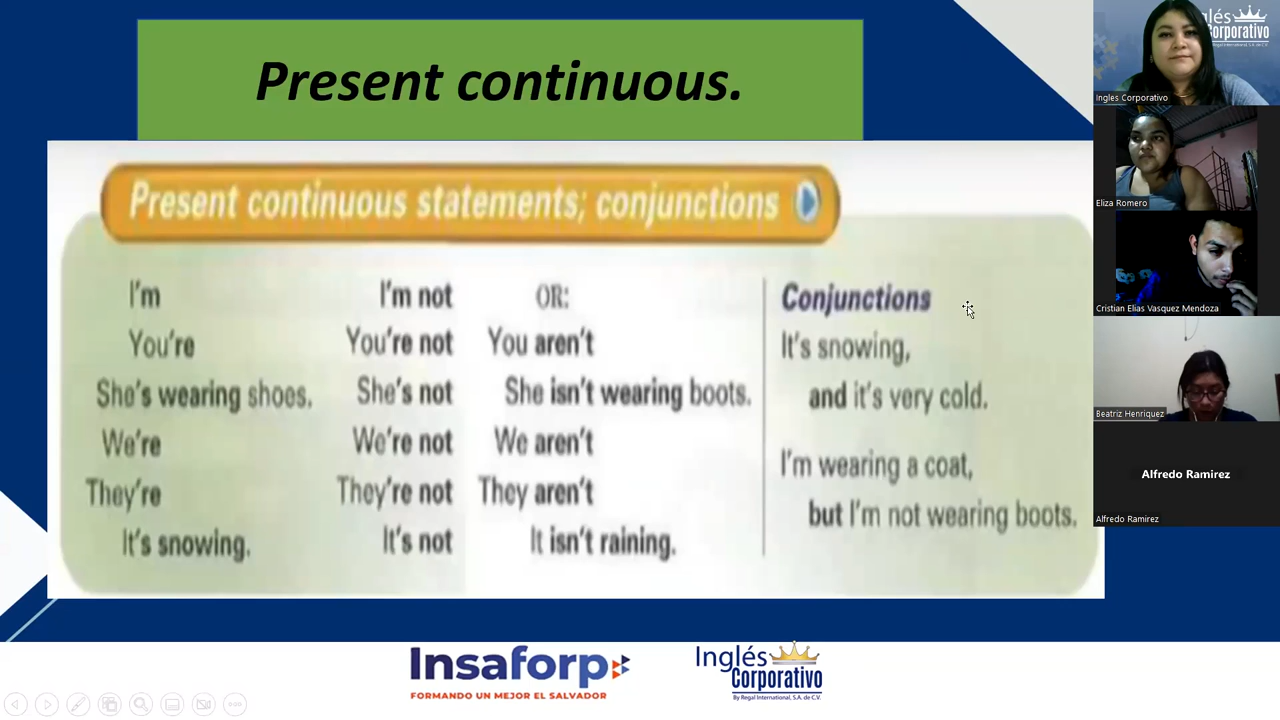 Present continuous.
Present continuous statements; conjunctions
I'm I'm not OR:
You're You're not You aren't
She's wearing shoes. She's not She isn't wearing boots.
We're We're not We aren't
They're They're not They aren't
It's snowing. It's not It isn't raining.
Conjunctions
It's snowing,
and it's very cold.
I'm wearing a coat,
but I'm not wearing boots.
Insaforp
FORMANDO UN MEJOR EL SALVADOR
Inglés
Corporativo
By Regal International, S.A. de C.V.
glés
Corporativo
Ingles Corporativo
Eliza Romero
Cristian Elias Vasquez Mendoza
Beatriz Henriquez
Alfredo Ramirez
Alfredo Ramirez